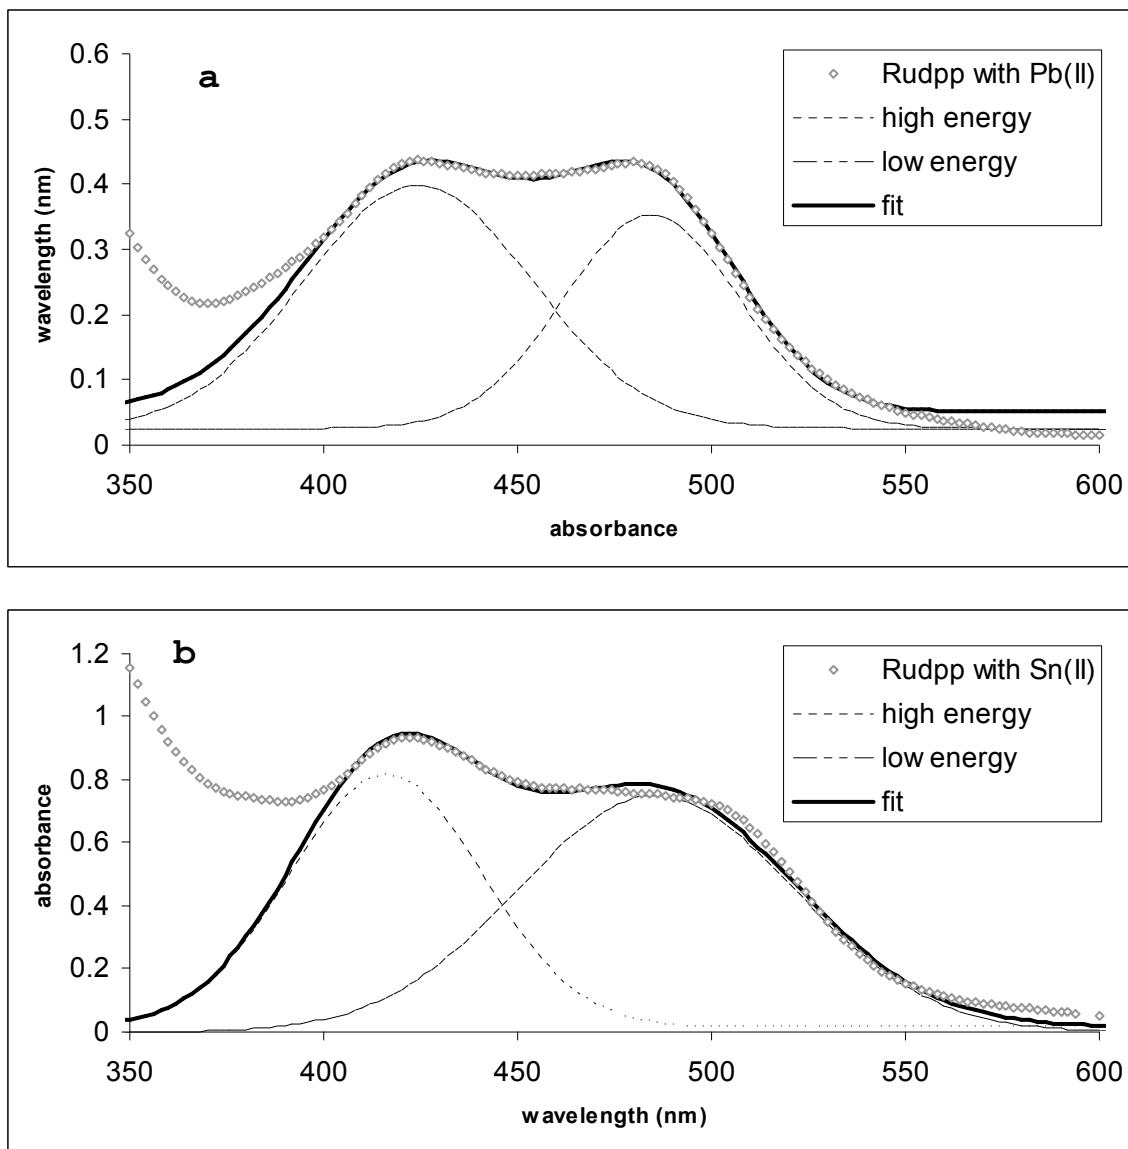 a
0.6
0.5
0.4
0.3
0.2
0.1
0
wavelength (nm)
350 400 450 500 550 600
absorbance
Rudpp with Pb(II)
high energy
low energy
fit
b
1.2
1
0.8
0.6
0.4
0.2
0
absorbance
350 400 450 500 550 600
wavelength (nm)
Rudpp with Sn(II)
high energy
low energy
fit